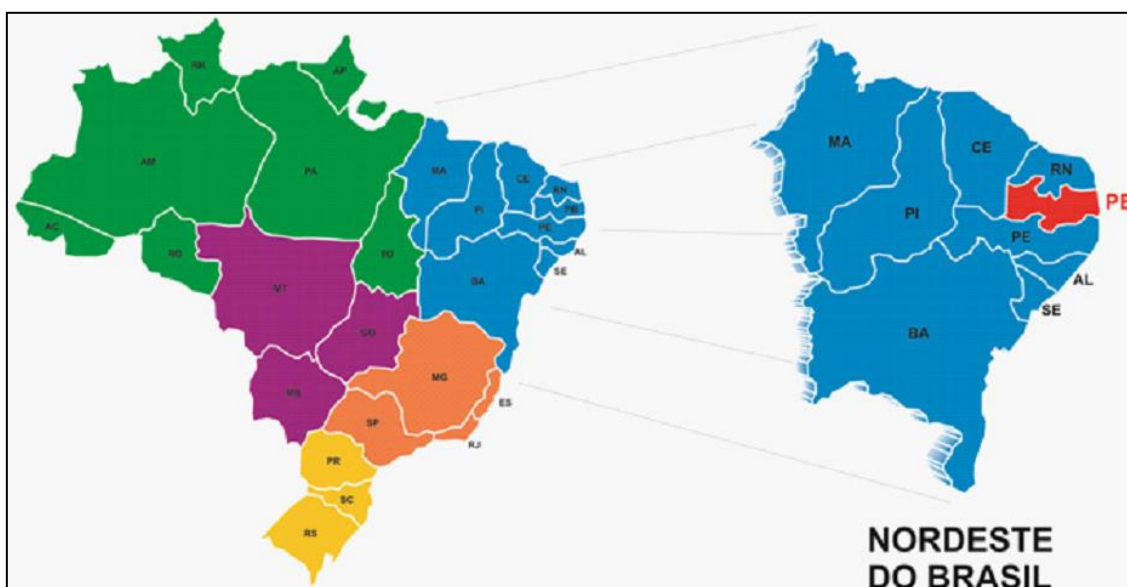 RR
AP
AM
PA
MA
CE
RN
PB
PI
PE
AC
RO
TO
AL
SE
BA
MT
GO
MG
MS
ES
SP
RJ
PR
SC
RS
MA
CE
RN
PI
PE
PE
AL
SE
BA
NORDESTE
DO BRASIL